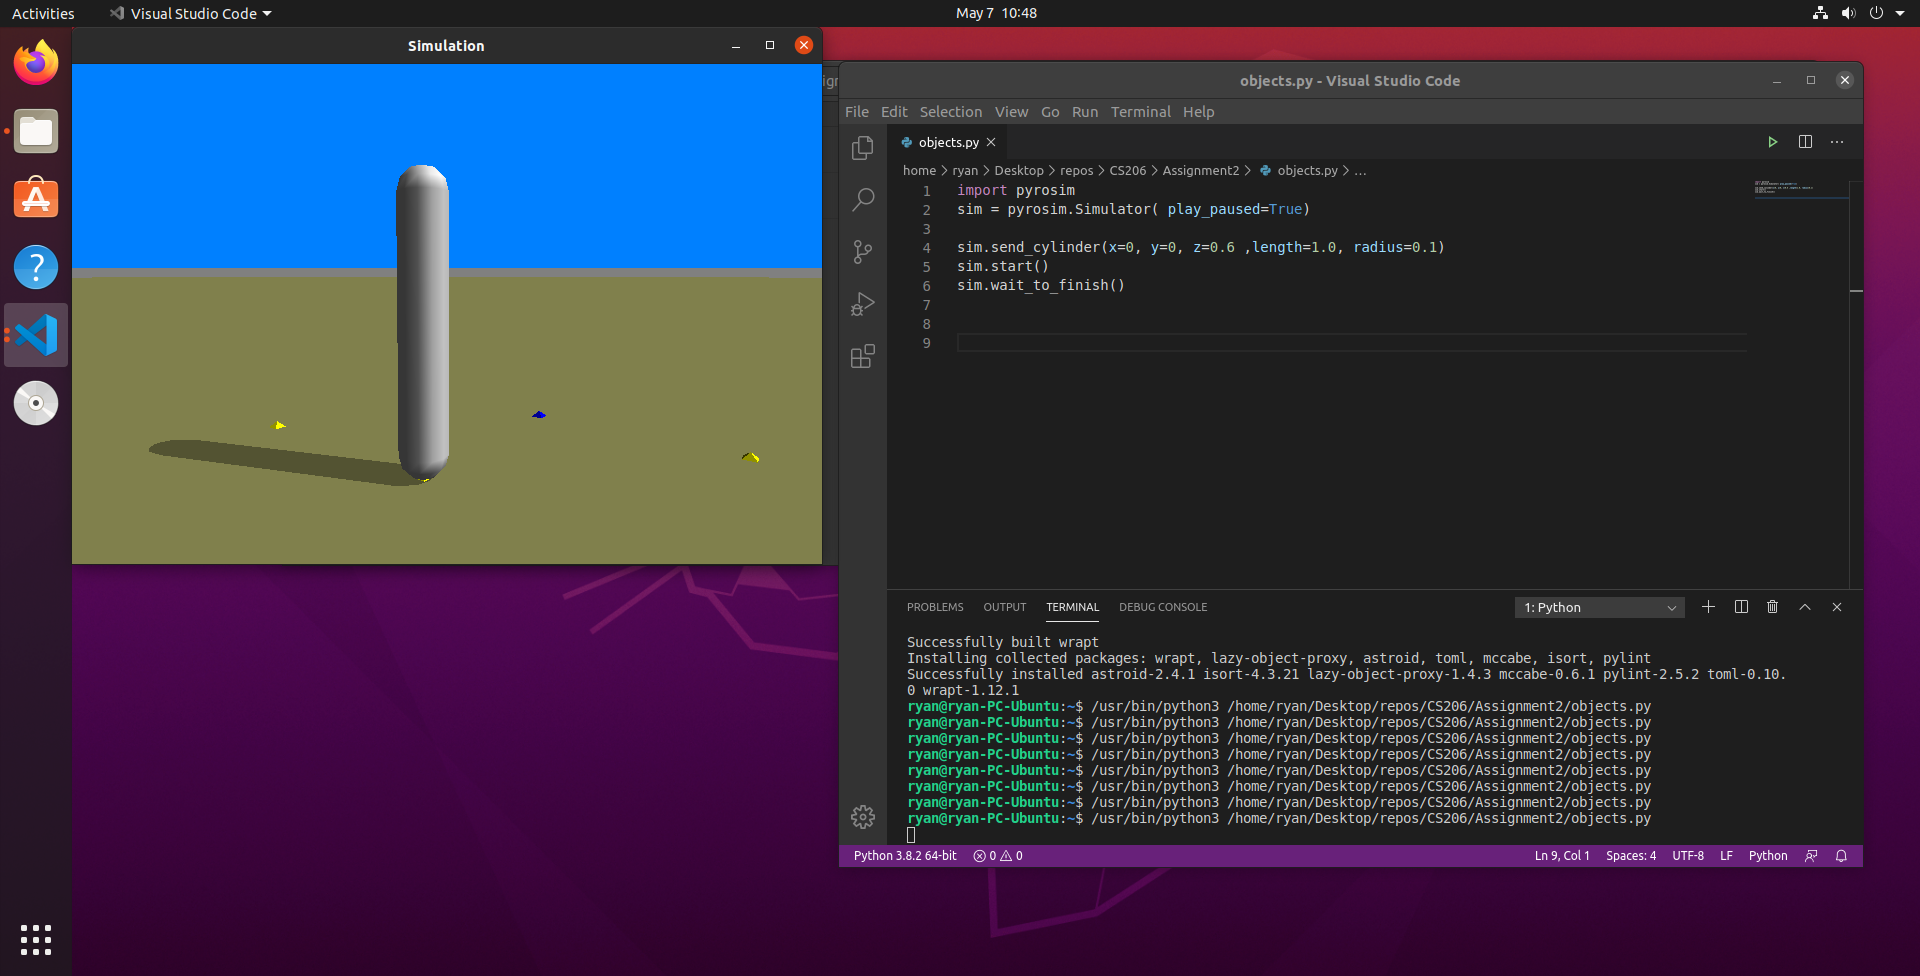 Activities
Visual Studio Code
May 7 10:48
Simulation
objects.py - Visual Studio Code
File Edit Selection View Go Run Terminal Help
objects.py
home > ryan > Desktop > repos > CS206 > Assignment2 > objects.py > ...
1 import pyrosim
2 sim = pyrosim.Simulator( play_paused=True)
3
4 sim.send_cylinder(x=0, y=0, z=0.6 ,length=1.0, radius=0.1)
5 sim.start()
6 sim.wait_to_finish()
7
8
9
PROBLEMS OUTPUT TERMINAL DEBUG CONSOLE
1: Python
Successfully built wrapt
Installing collected packages: wrapt, lazy-object-proxy, astroid, toml, mccabe, isort, pylint
Successfully installed astroid-2.4.1 isort-4.3.21 lazy-object-proxy-1.4.3 mccabe-0.6.1 pylint-2.5.2 toml-0.10.
0 wrapt-1.12.1
ryan@ryan-PC-Ubuntu:~$ /usr/bin/python3 /home/ryan/Desktop/repos/CS206/Assignment2/objects.py
ryan@ryan-PC-Ubuntu:~$ /usr/bin/python3 /home/ryan/Desktop/repos/CS206/Assignment2/objects.py
ryan@ryan-PC-Ubuntu:~$ /usr/bin/python3 /home/ryan/Desktop/repos/CS206/Assignment2/objects.py
ryan@ryan-PC-Ubuntu:~$ /usr/bin/python3 /home/ryan/Desktop/repos/CS206/Assignment2/objects.py
ryan@ryan-PC-Ubuntu:~$ /usr/bin/python3 /home/ryan/Desktop/repos/CS206/Assignment2/objects.py
ryan@ryan-PC-Ubuntu:~$ /usr/bin/python3 /home/ryan/Desktop/repos/CS206/Assignment2/objects.py
ryan@ryan-PC-Ubuntu:~$ /usr/bin/python3 /home/ryan/Desktop/repos/CS206/Assignment2/objects.py
ryan@ryan-PC-Ubuntu:~$ /usr/bin/python3 /home/ryan/Desktop/repos/CS206/Assignment2/objects.py
Python 3.8.2 64-bit 0 0 Ln 9, Col 1 Spaces: 4 UTF-8 LF Python